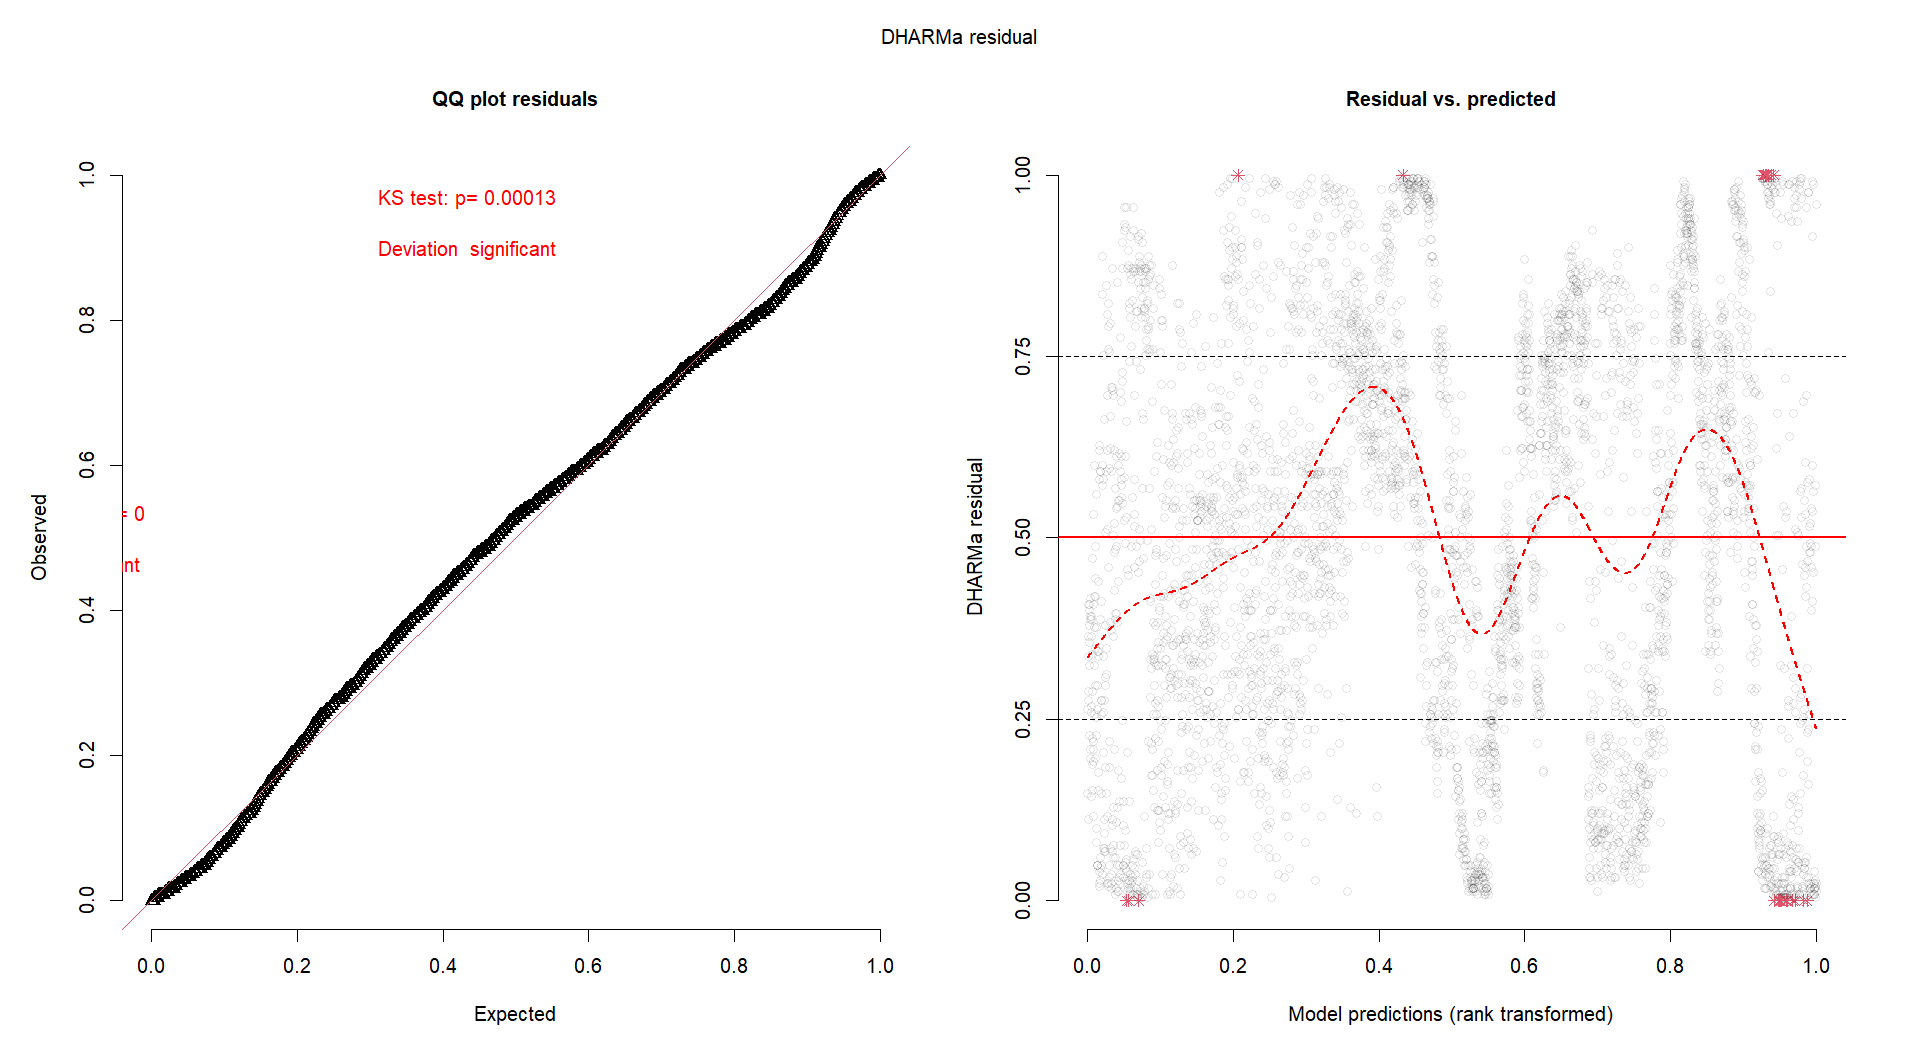 DHARMa residual
QQ plot residuals
KS test: p= 0.00013
Deviation  significant
= 0
nt
Observed
1.0
0.8
0.6
0.4
0.2
0.0
0.0 0.2 0.4 0.6 0.8 1.0
Expected
Residual vs. predicted
DHARMa residual
1.00
0.75
0.50
0.25
0.00
0.0 0.2 0.4 0.6 0.8 1.0
Model predictions (rank transformed)